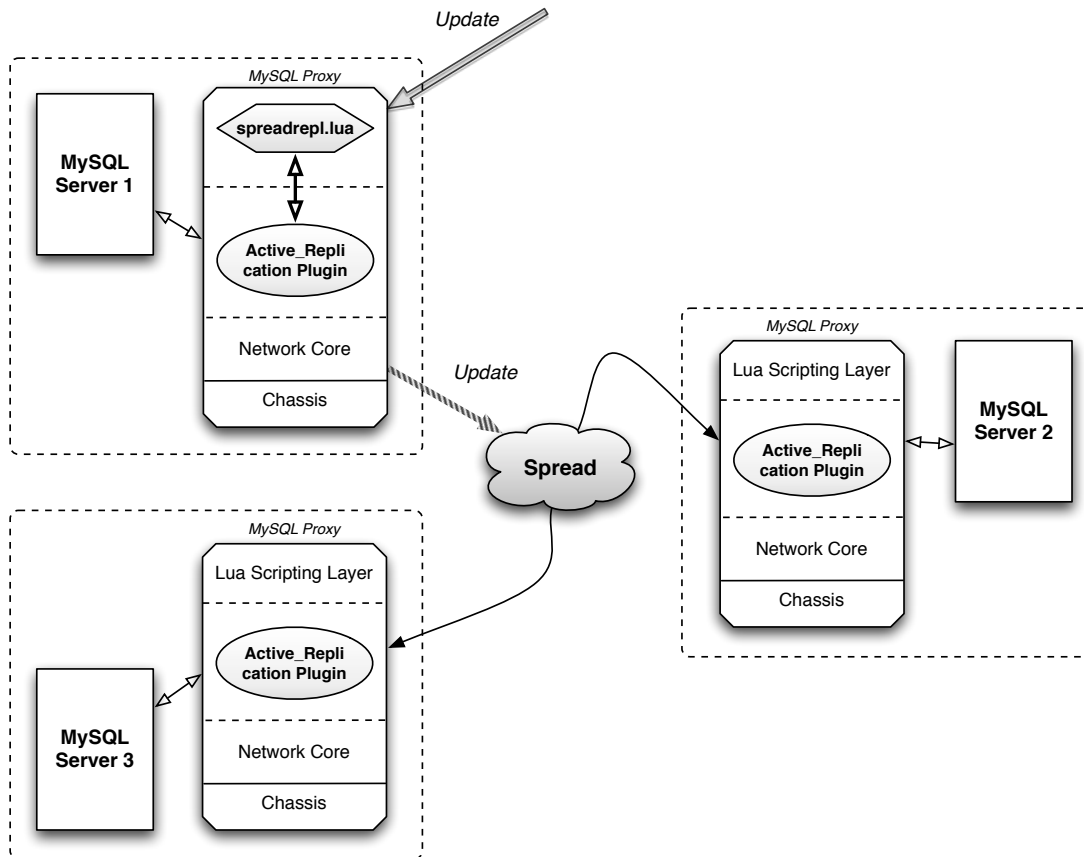 Update
MySQL Proxy
spreadrepl.lua
MySQL
Server 1
Active_Repli
cation Plugin
Network Core
Chassis
Update
Spread
MySQL Proxy
Lua Scripting Layer
Active_Repli
cation Plugin
Network Core
Chassis
MySQL
Server 2
MySQL Proxy
Lua Scripting Layer
Active_Repli
cation Plugin
Network Core
Chassis
MySQL
Server 3